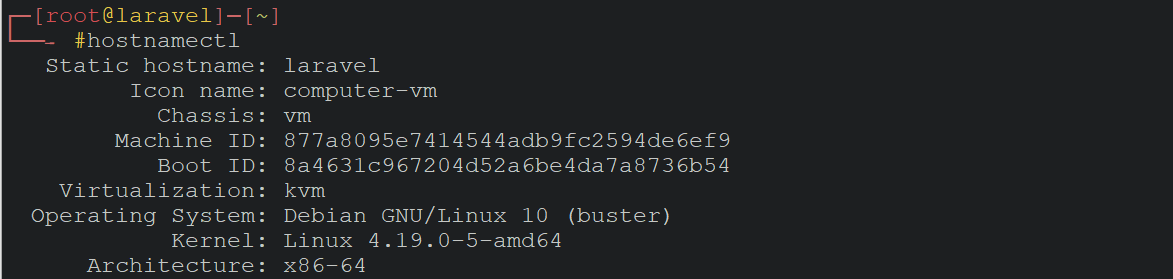 ┌─[root@laravel]─[~]
└──╼ #hostnamectl
Static hostname: laravel
Icon name: computer-vm
Chassis: vm
Machine ID: 877a8095e7414544adb9fc2594de6ef9
Boot ID: 8a4631c967204d52a6be4da7a8736b54
Virtualization: kvm
Operating System: Debian GNU/Linux 10 (buster)
Kernel: Linux 4.19.0-5-amd64
Architecture: x86-64